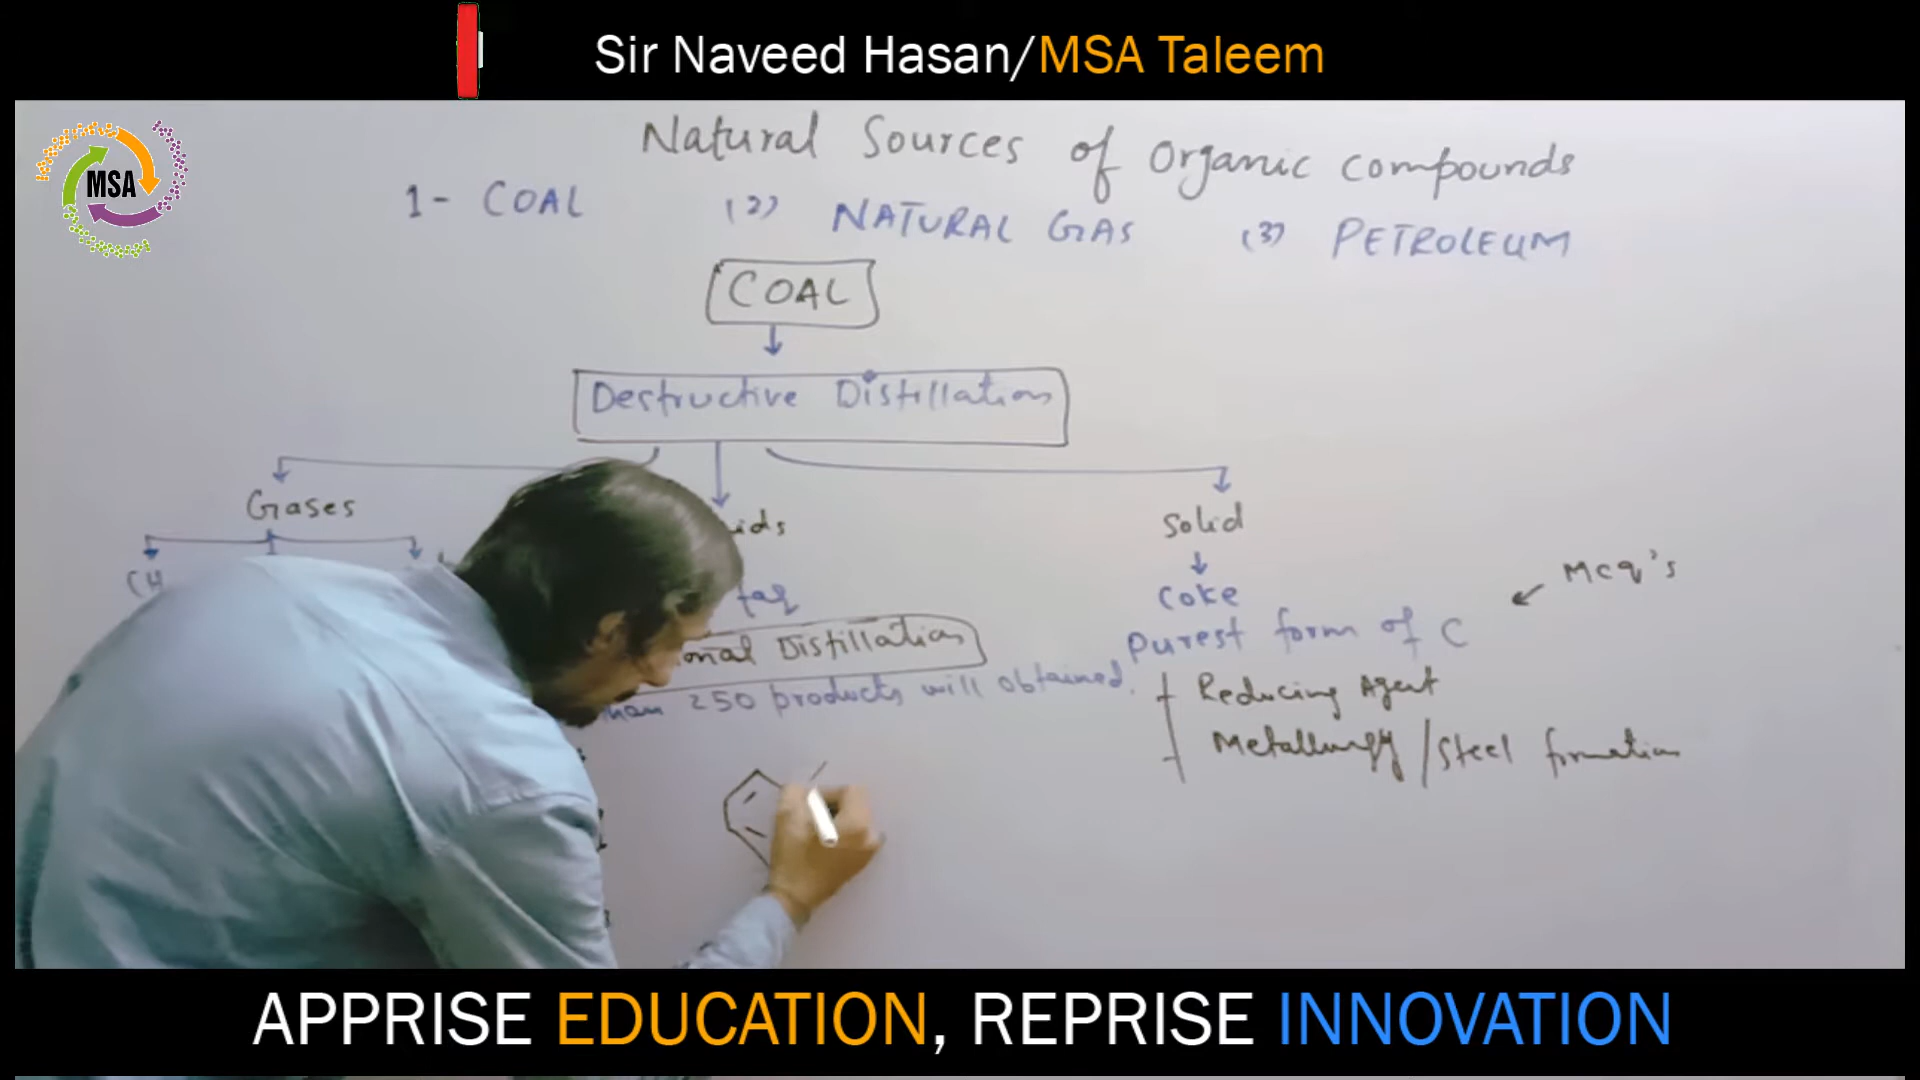 Sir Naveed Hasan/MSA Taleem
MSA
Natural Sources of Organic compounds
1- COAL (2) NATURAL GAS (3) PETROLEUM
COAL
Destructive Distillation
Gases
Solid
Mcq's
Coke
Distillation
Purest form of C
250 products will obtained.
Reducing Agent
Metallurgy/Steel formation
APPRISE EDUCATION, REPRISE INNOVATION